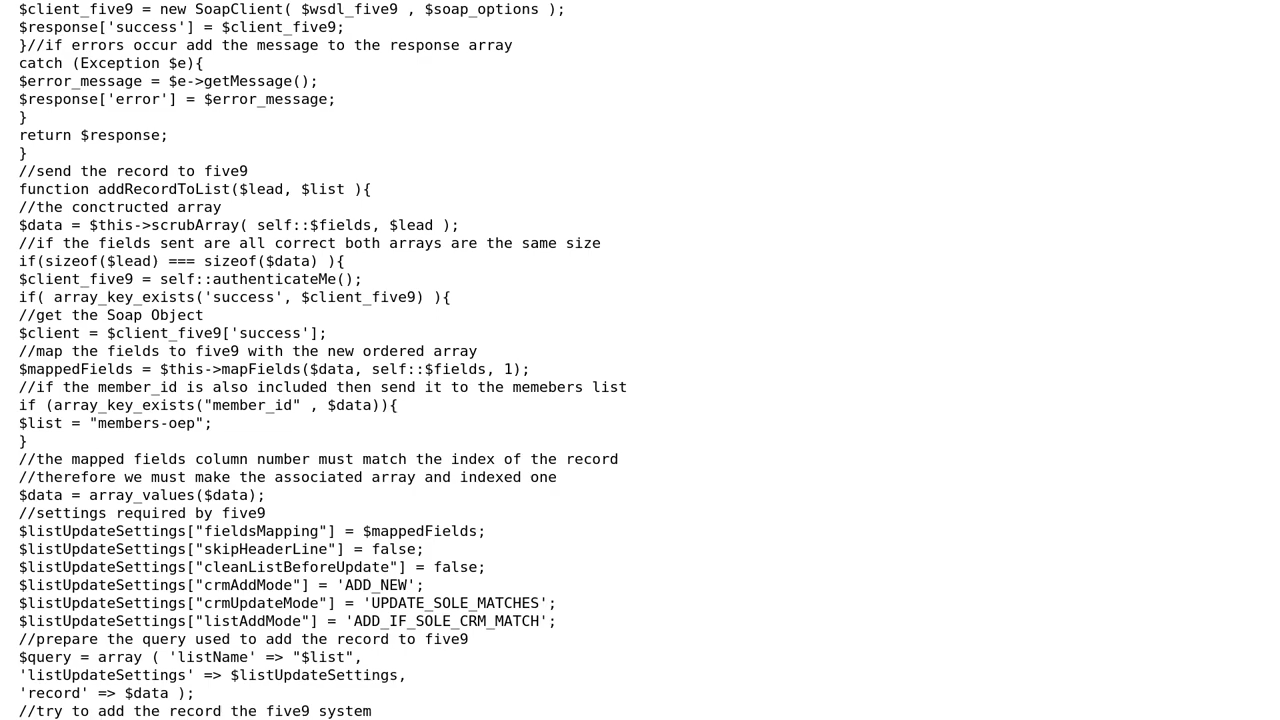 $client_five9 = new SoapClient( $wsdl_five9 , $soap_options );
$response['success'] = $client_five9;
}//if errors occur add the message to the response array
catch (Exception $e){
$error_message = $e->getMessage();
$response['error'] = $error_message;
}
return $response;
}
//send the record to five9
function addRecordToList($lead, $list ){
//the conctructed array
$data = $this->scrubArray( self::$fields, $lead );
//if the fields sent are all correct both arrays are the same size
if(sizeof($lead) === sizeof($data) ){
$client_five9 = self::authenticateMe();
if( array_key_exists('success', $client_five9) ){
//get the Soap Object
$client = $client_five9['success'];
//map the fields to five9 with the new ordered array
$mappedFields = $this->mapFields($data, self::$fields, 1);
//if the member_id is also included then send it to the memebers list
if (array_key_exists("member_id" , $data)){
$list = "members-oep";
}
//the mapped fields column number must match the index of the record
//therefore we must make the associated array and indexed one
$data = array_values($data);
//settings required by five9
$listUpdateSettings["fieldsMapping"] = $mappedFields;
$listUpdateSettings["skipHeaderLine"] = false;
$listUpdateSettings["cleanListBeforeUpdate"] = false;
$listUpdateSettings["crmAddMode"] = 'ADD_NEW';
$listUpdateSettings["crmUpdateMode"] = 'UPDATE_SOLE_MATCHES';
$listUpdateSettings["listAddMode"] = 'ADD_IF_SOLE_CRM_MATCH';
//prepare the query used to add the record to five9
$query = array ( 'listName' => "$list",
'listUpdateSettings' => $listUpdateSettings,
'record' => $data );
//try to add the record the five9 system